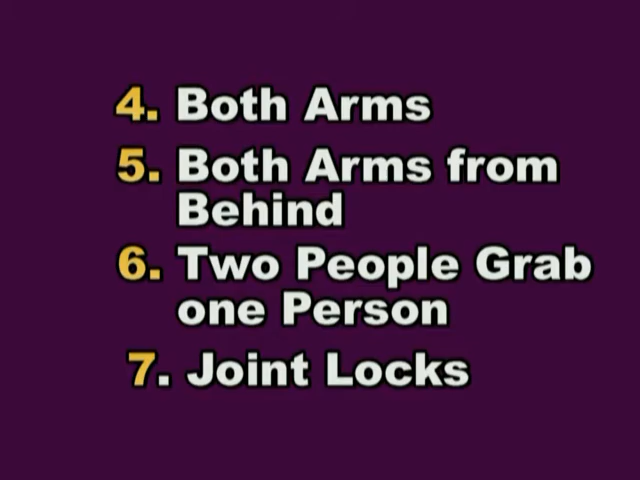 4. Both Arms
5. Both Arms from
Behind
6. Two People Grab
one Person
7. Joint Locks